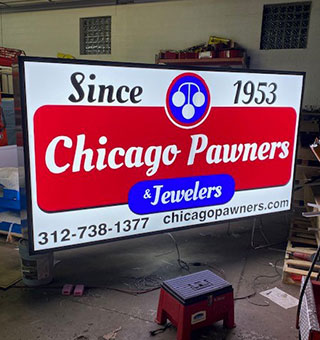 Since 1953
Chicago Pawners
& Jewelers
312-738-1377 chicagopawners.com